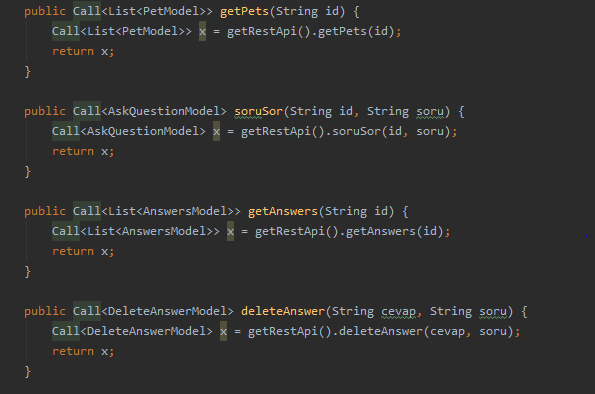 public Call<List<PetModel>> getPets(String id) {
Call<List<PetModel>> x = getRestApi().getPets(id);
return x;
}
public Call<AskQuestionModel> soruSor(String id, String soru) {
Call<AskQuestionModel> x = getRestApi().soruSor(id, soru);
return x;
}
public Call<List<AnswersModel>> getAnswers(String id) {
Call<List<AnswersModel>> x = getRestApi().getAnswers(id);
return x;
}
public Call<DeleteAnswerModel> deleteAnswer(String cevap, String soru) {
Call<DeleteAnswerModel> x = getRestApi().deleteAnswer(cevap, soru);
return x;
}